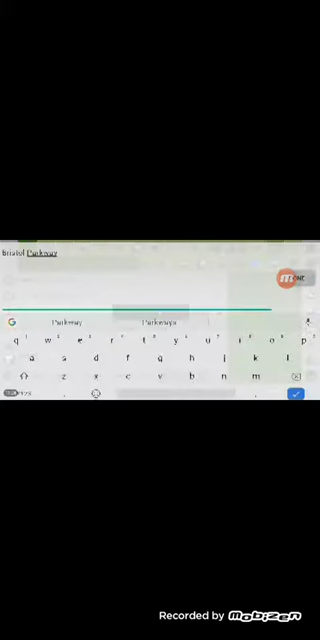 Bristol Parkway
Parkway Parkways
q w e r t y u i o p
a s d f g h j k l
z x c v b n m
Recorded by mobizen